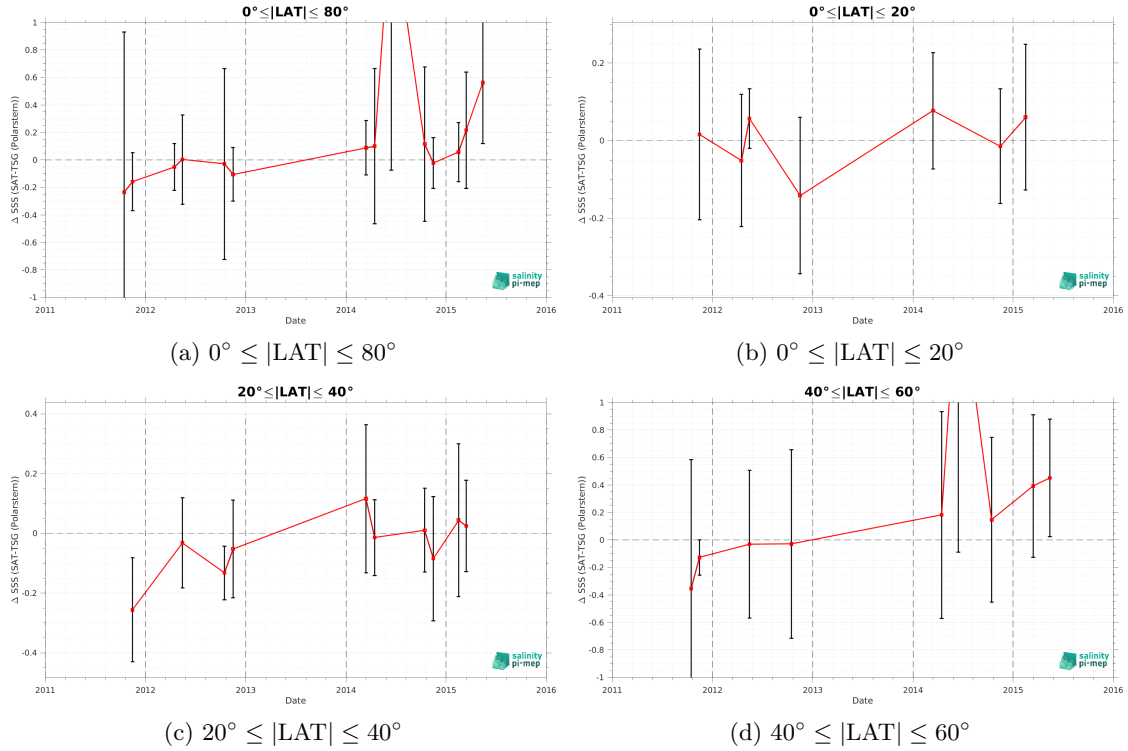 0°≤|LAT|≤ 80°
Δ SSS (SAT-TSG (Polarstern))
1
0.8
0.6
0.4
0.2
0
-0.2
-0.4
-0.6
-0.8
-1
2011 2012 2013 2014 2015 2016
Date
salinity
pi-mep
(a) 0° ≤ |LAT| ≤ 80°
0°≤|LAT|≤ 20°
Δ SSS (SAT-TSG (Polarstern))
0.2
0
-0.2
-0.4
2011 2012 2013 2014 2015 2016
Date
salinity
pi-mep
(b) 0° ≤ |LAT| ≤ 20°
20°≤|LAT|≤ 40°
Δ SSS (SAT-TSG (Polarstern))
0.4
0.2
0
-0.2
-0.4
2011 2012 2013 2014 2015 2016
Date
salinity
pi-mep
(c) 20° ≤ |LAT| ≤ 40°
40°≤|LAT|≤ 60°
Δ SSS (SAT-TSG (Polarstern))
1
0.8
0.6
0.4
0.2
0
-0.2
-0.4
-0.6
-0.8
-1
2011 2012 2013 2014 2015 2016
Date
salinity
pi-mep
(d) 40° ≤ |LAT| ≤ 60°